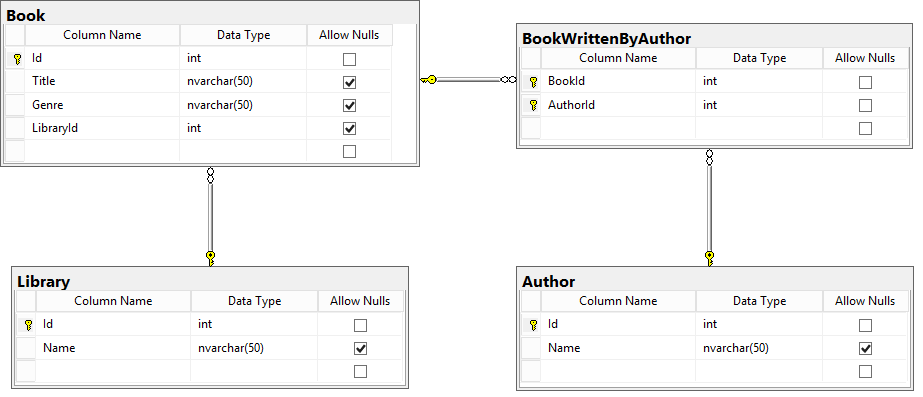 Book
Column Name Data Type Allow Nulls
Id int
Title nvarchar(50)
Genre nvarchar(50)
LibraryId int
BookWrittenByAuthor
Column Name Data Type Allow Nulls
BookId int
AuthorId int
Library
Column Name Data Type Allow Nulls
Id int
Name nvarchar(50)
Author
Column Name Data Type Allow Nulls
Id int
Name nvarchar(50)